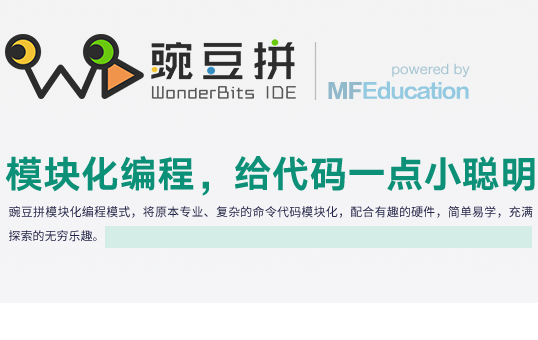 豌豆拼
WonderBits IDE
powered by
MFEducation
模块化编程，给代码一点小聪明
豌豆拼模块化编程模式，将原本专业、复杂的命令代码模块化，配合有趣的硬件，简单易学，充满
探索的无穷乐趣。